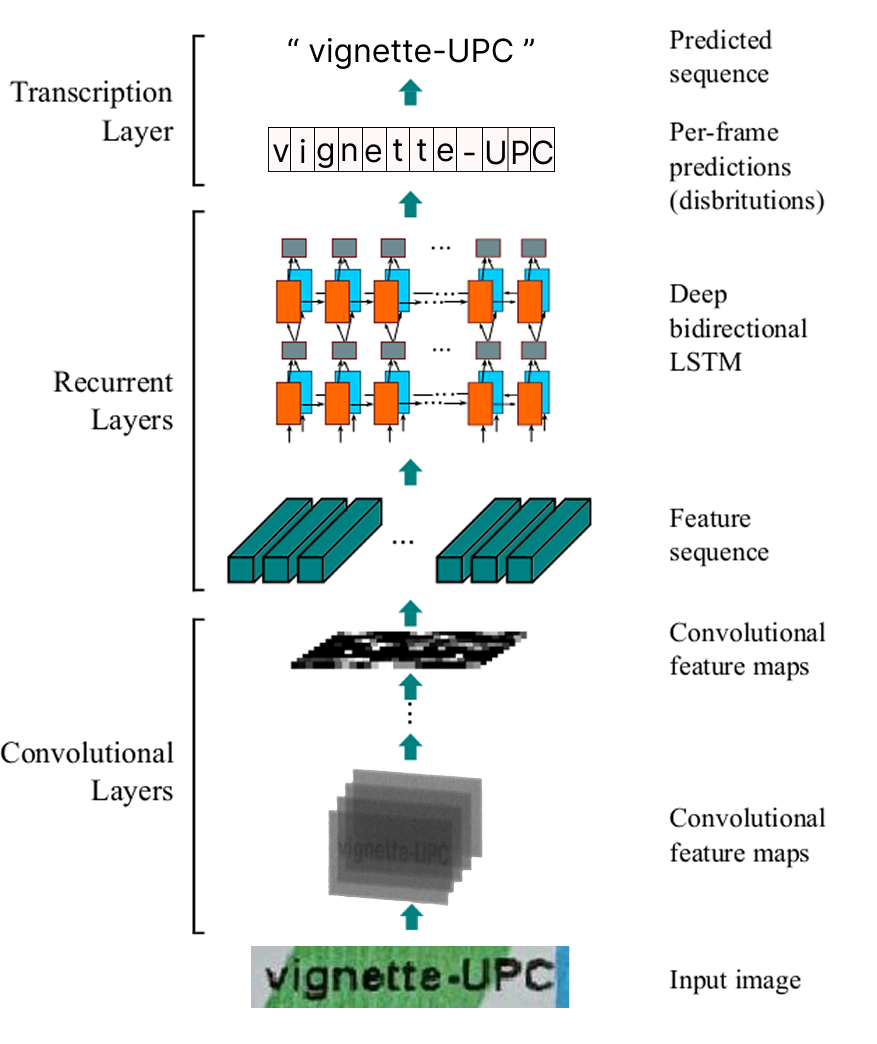 “ vignette-UPC ”
Predicted
sequence
Transcription
Layer
v i g n e t t e - U P C
Per-frame
predictions
(disbritutions)
...
Deep
bidirectional
LSTM
...
Recurrent
Layers
...
Feature
sequence
Convolutional
feature maps
Convolutional
Layers
vignette-UPC
Convolutional
feature maps
vignette-UPC
Input image